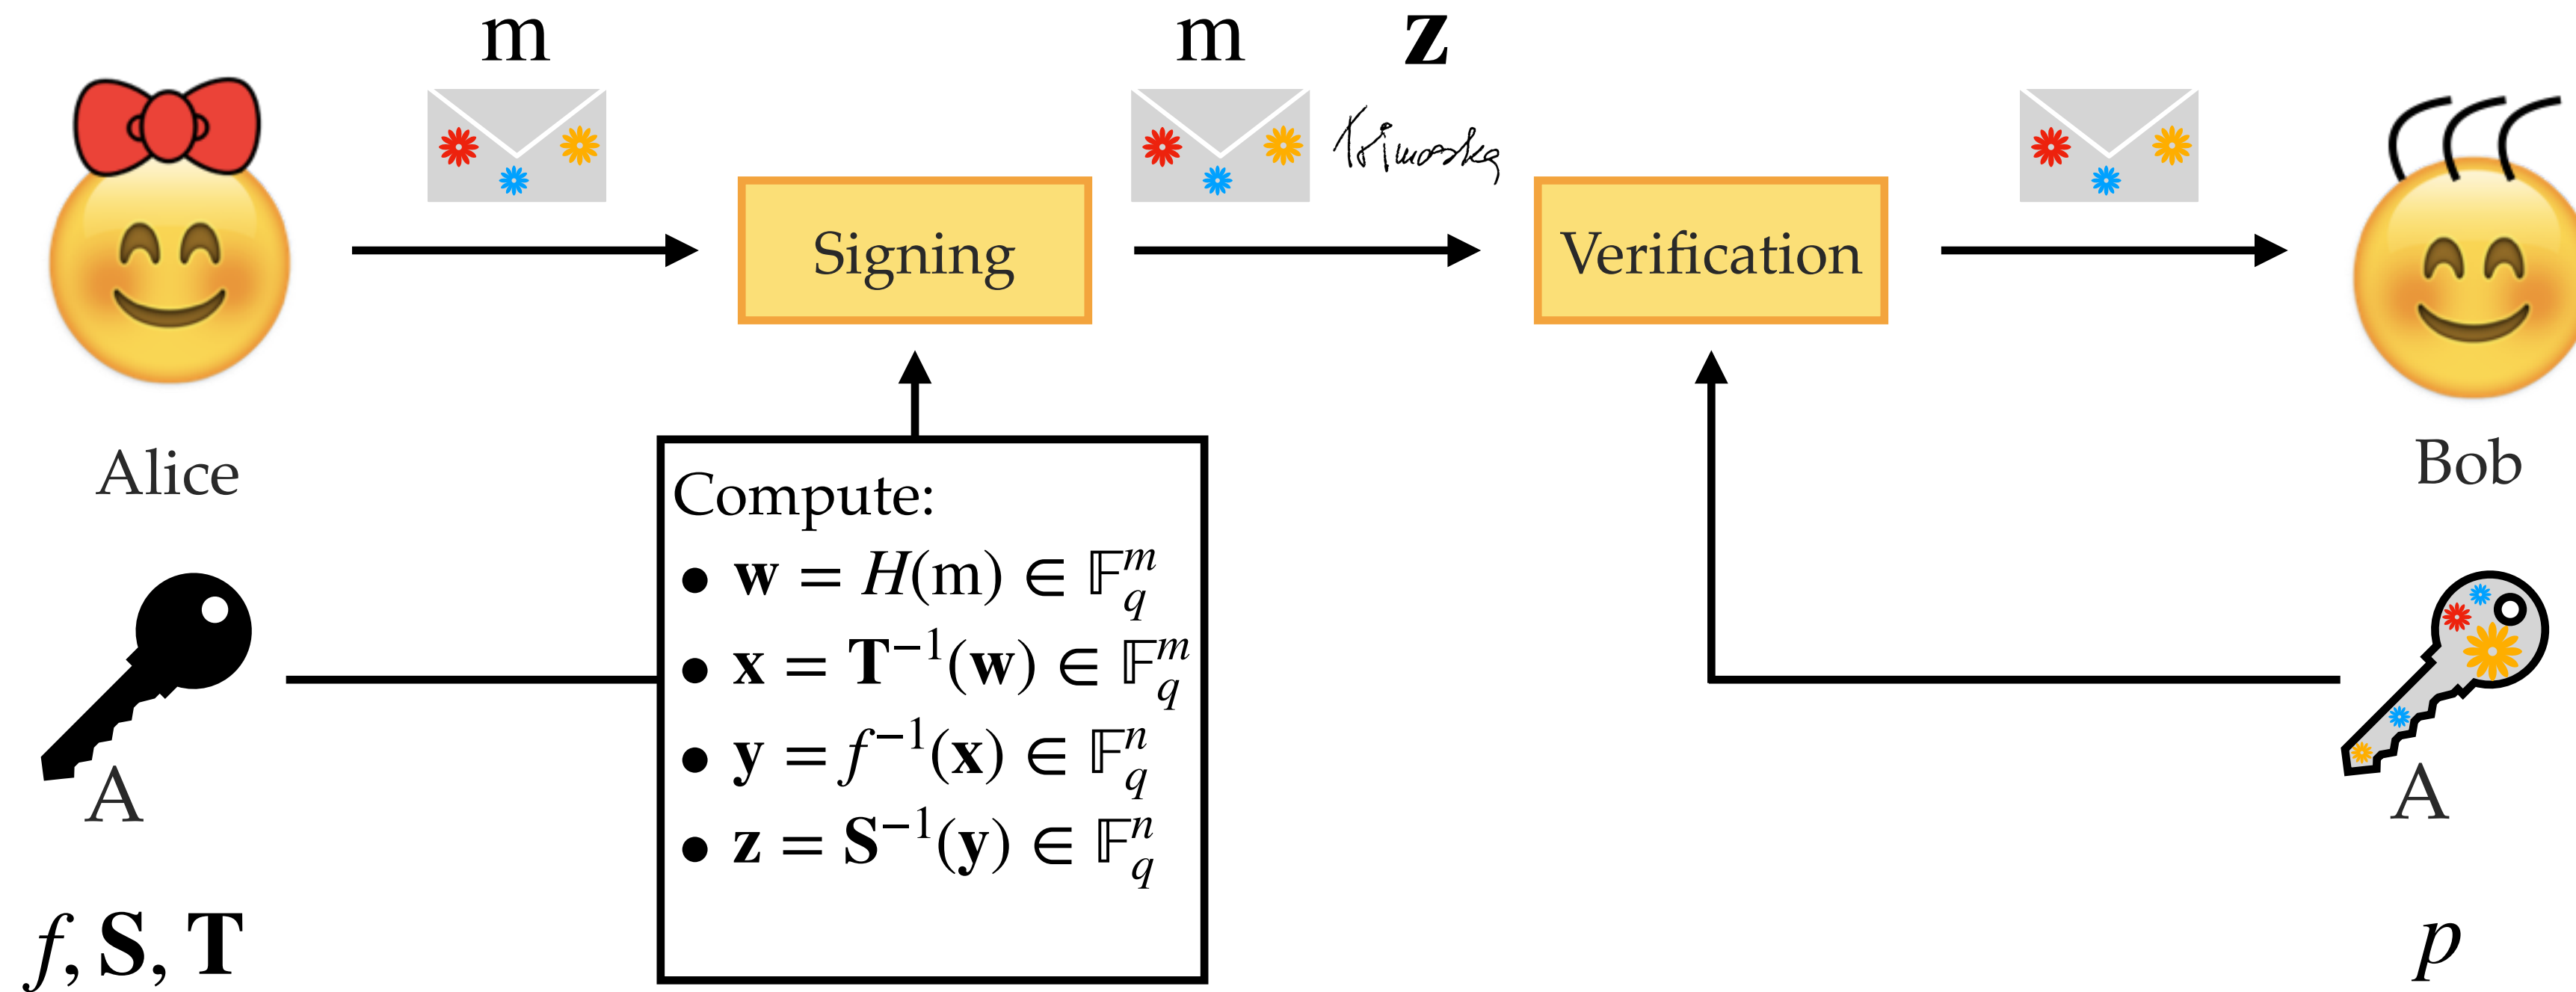 m
m z
Signing
Verification
Alice
Bob
Compute:
• w = H(m) ∈ 𝔽_q^m
• x = T^{−1}(w) ∈ 𝔽_q^m
• y = f^{−1}(x) ∈ 𝔽_q^n
• z = S^{−1}(y) ∈ 𝔽_q^n
A
A
f, S, T
p